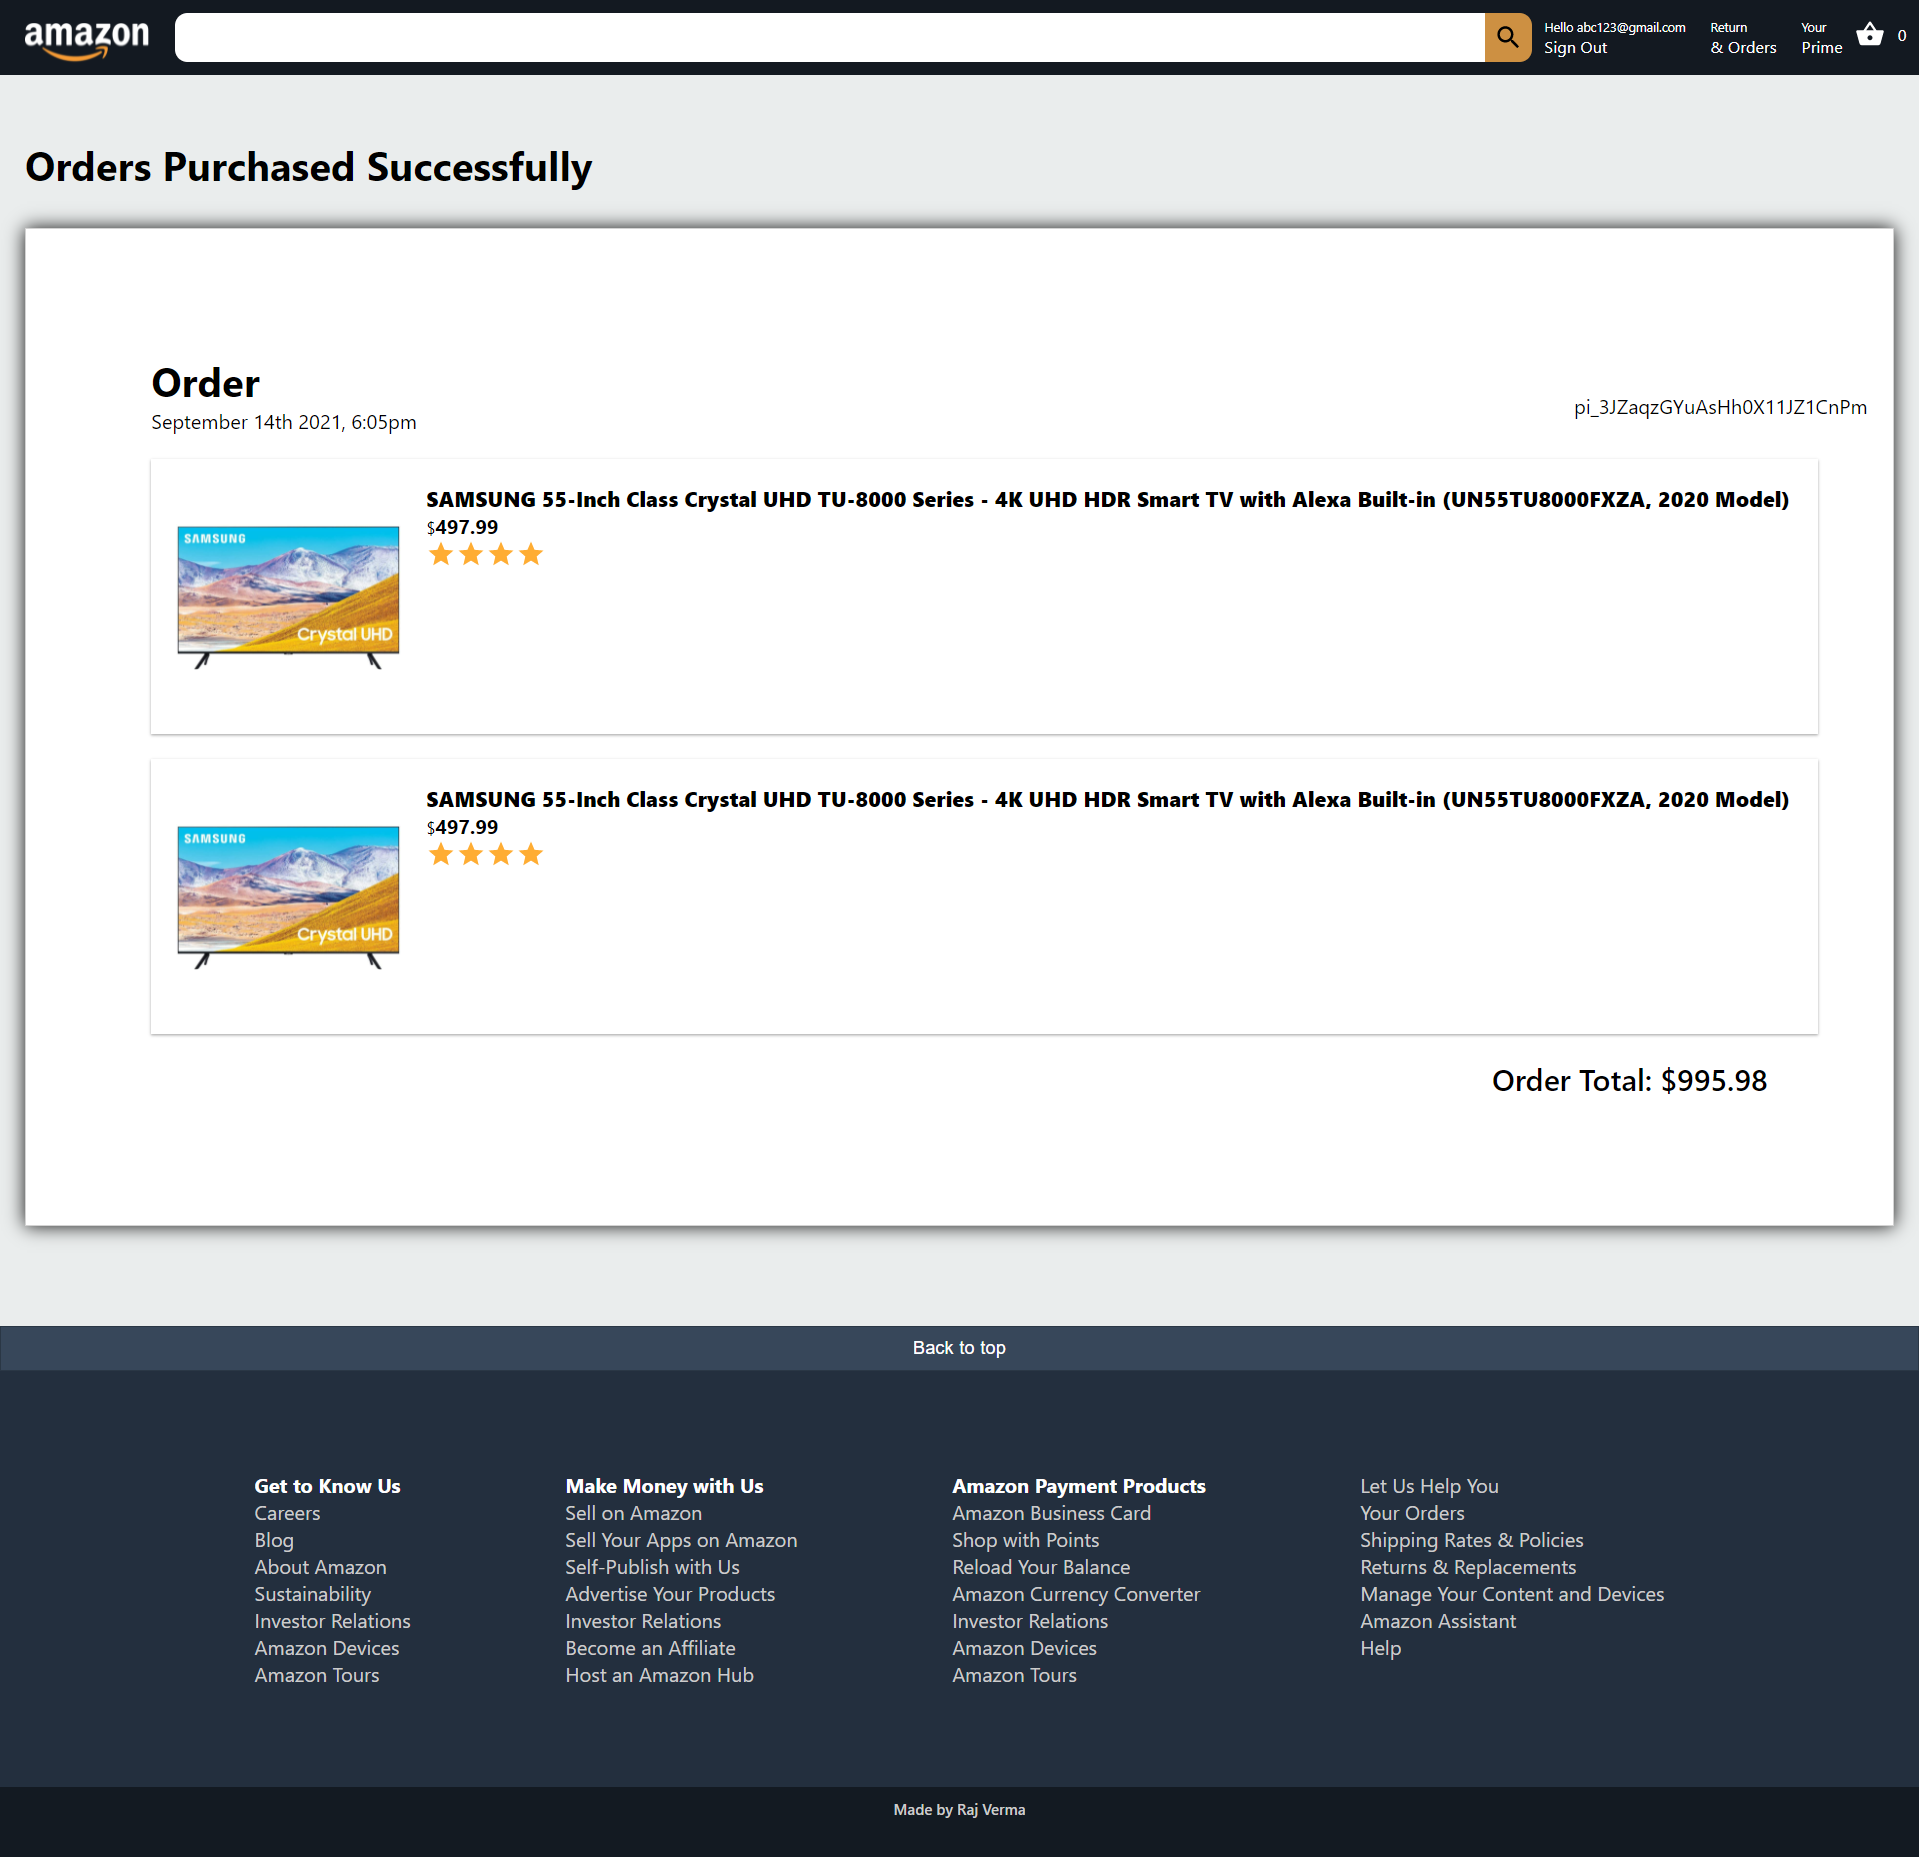 amazon
Hello abc123@gmail.com
Sign Out
Return
& Orders
Your
Prime
0
Orders Purchased Successfully
Order
September 14th 2021, 6:05pm
pi_3JZaqzGYuAsHh0X11JZ1CnPm
SAMSUNG 55-Inch Class Crystal UHD TU-8000 Series - 4K UHD HDR Smart TV with Alexa Built-in (UN55TU8000FXZA, 2020 Model)
$497.99
SAMSUNG
Crystal UHD
SAMSUNG 55-Inch Class Crystal UHD TU-8000 Series - 4K UHD HDR Smart TV with Alexa Built-in (UN55TU8000FXZA, 2020 Model)
$497.99
SAMSUNG
Crystal UHD
Order Total: $995.98
Back to top
Get to Know Us
Careers
Blog
About Amazon
Sustainability
Investor Relations
Amazon Devices
Amazon Tours
Make Money with Us
Sell on Amazon
Sell Your Apps on Amazon
Self-Publish with Us
Advertise Your Products
Investor Relations
Become an Affiliate
Host an Amazon Hub
Amazon Payment Products
Amazon Business Card
Shop with Points
Reload Your Balance
Amazon Currency Converter
Investor Relations
Amazon Devices
Amazon Tours
Let Us Help You
Your Orders
Shipping Rates & Policies
Returns & Replacements
Manage Your Content and Devices
Amazon Assistant
Help
Made by Raj Verma